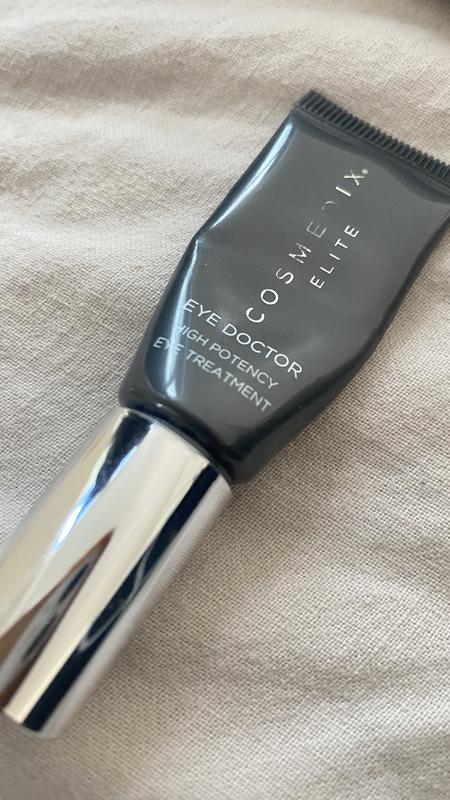 COSMEDIX®
ELITE
EYE DOCTOR
HIGH POTENCY
EYE TREATMENT